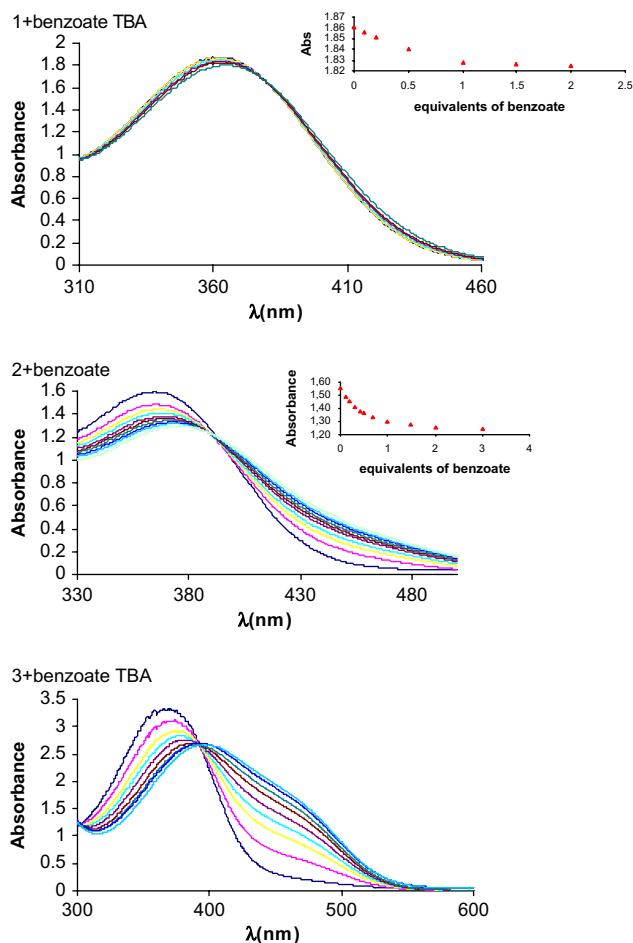 1+benzoate TBA
2
1.8
1.6
1.4
1.2
1
0.8
0.6
0.4
0.2
0
Absorbance
310 360 410 460
λ(nm)
Abs
1.87
1.86
1.85
1.84
1.83
1.82
0 0.5 1 1.5 2 2.5
equivalents of benzoate
2+benzoate
1.6
1.4
1.2
1
0.8
0.6
0.4
0.2
0
Absorbance
330 380 430 480
λ(nm)
Absorbance
1,60
1,50
1,40
1,30
1,20
0 1 2 3 4
equivalents of benzoate
3+benzoate TBA
3.5
3
2.5
2
1.5
1
0.5
0
Absorbance
300 400 500 600
λ(nm)